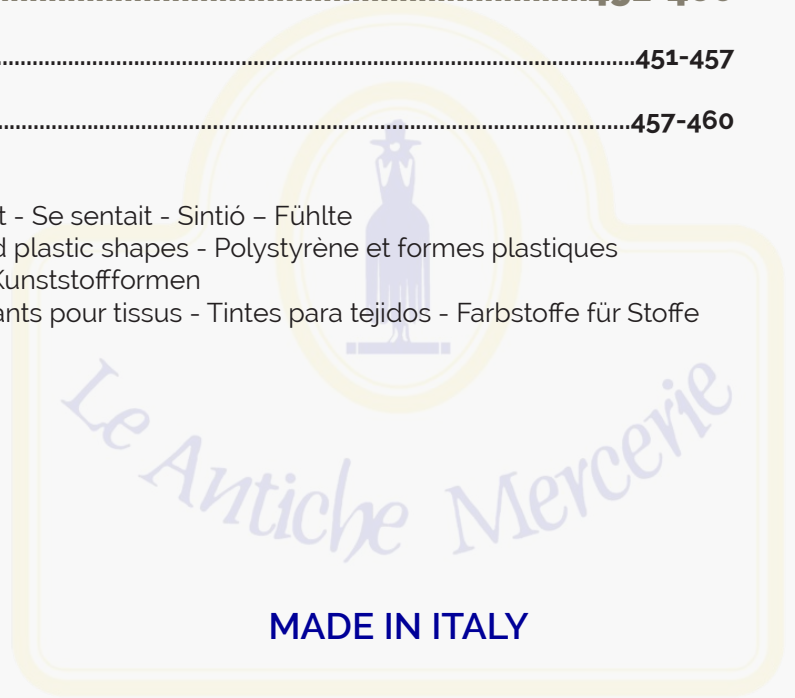 451-457
457-460
t - Se sentait - Sintió – Fühlte
d plastic shapes - Polystyrène et formes plastiques
Kunststoffformen
ants pour tissus - Tintes para tejidos - Farbstoffe für Stoffe
Le Antiche Mercerie
MADE IN ITALY